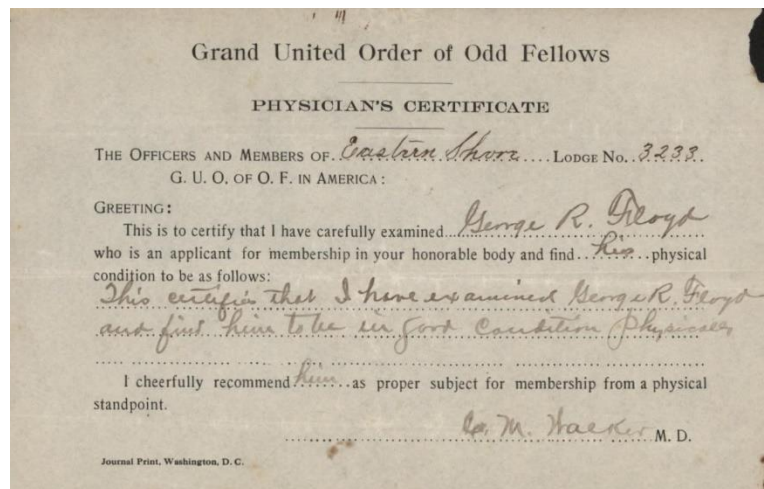 Grand United Order of Odd Fellows
PHYSICIAN'S CERTIFICATE
THE OFFICERS AND MEMBERS OF Eastern Shore LODGE NO. 3233.
G. U. O. OF O. F. IN AMERICA:
GREETING:
This is to certify that I have carefully examined George R. Floyd
who is an applicant for membership in your honorable body and find his physical
condition to be as follows:
This certifies that I have examined George R. Floyd
and find him to be in good Condition Physically
I cheerfully recommend him as proper subject for membership from a physical
standpoint.
M. Walker M. D.
Journal Print, Washington, D. C.